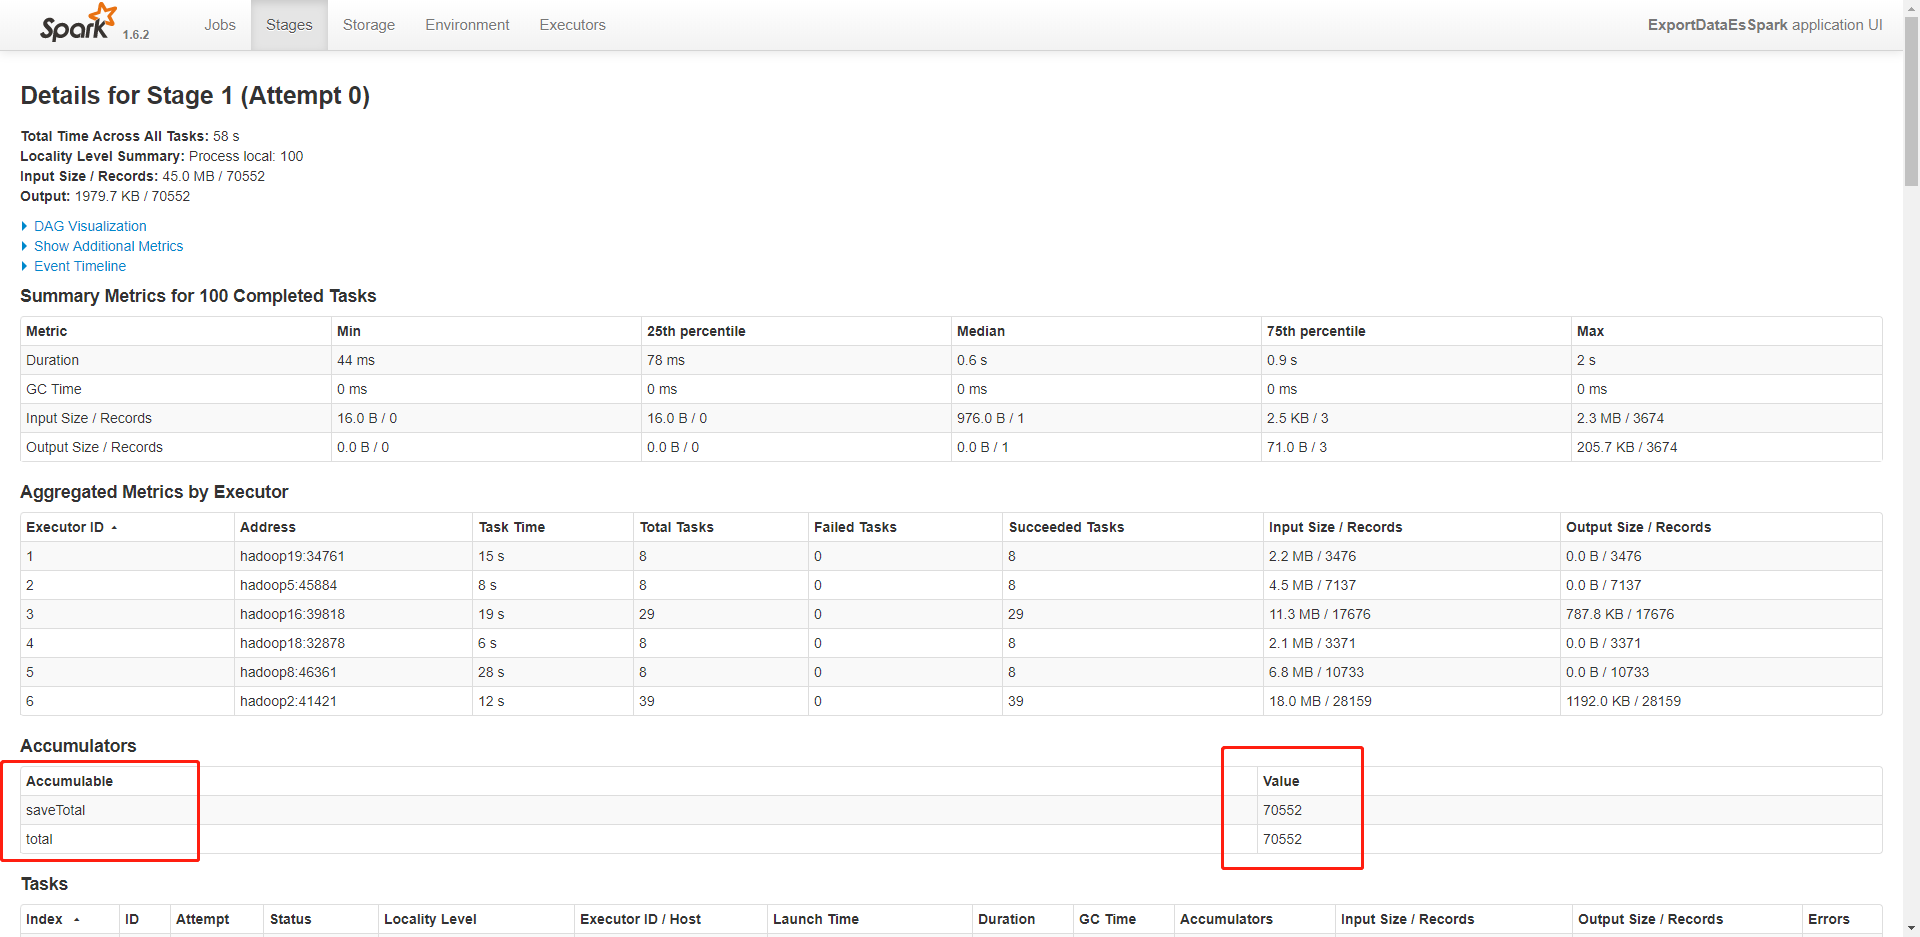 Spark 1.6.2 Jobs Stages Storage Environment Executors ExportDataEsSpark application UI
Details for Stage 1 (Attempt 0)
Total Time Across All Tasks: 58 s
Locality Level Summary: Process local: 100
Input Size / Records: 45.0 MB / 70552
Output: 1979.7 KB / 70552
DAG Visualization
Show Additional Metrics
Event Timeline
Summary Metrics for 100 Completed Tasks
Metric Min 25th percentile Median 75th percentile Max
Duration 44 ms 78 ms 0.6 s 0.9 s 2 s
GC Time 0 ms 0 ms 0 ms 0 ms 0 ms
Input Size / Records 16.0 B / 0 16.0 B / 0 976.0 B / 1 2.5 KB / 3 2.3 MB / 3674
Output Size / Records 0.0 B / 0 0.0 B / 0 0.0 B / 1 71.0 B / 3 205.7 KB / 3674
Aggregated Metrics by Executor
Executor ID Address Task Time Total Tasks Failed Tasks Succeeded Tasks Input Size / Records Output Size / Records
1 hadoop19:34761 15 s 8 0 8 2.2 MB / 3476 0.0 B / 3476
2 hadoop5:45884 8 s 8 0 8 4.5 MB / 7137 0.0 B / 7137
3 hadoop16:39818 19 s 29 0 29 11.3 MB / 17676 787.8 KB / 17676
4 hadoop18:32878 6 s 8 0 8 2.1 MB / 3371 0.0 B / 3371
5 hadoop8:46361 28 s 8 0 8 6.8 MB / 10733 0.0 B / 10733
6 hadoop2:41421 12 s 39 0 39 18.0 MB / 28159 1192.0 KB / 28159
Accumulators
Accumulable Value
saveTotal 70552
total 70552
Tasks
Index ID Attempt Status Locality Level Executor ID / Host Launch Time Duration GC Time Accumulators Input Size / Records Output Size / Records Errors